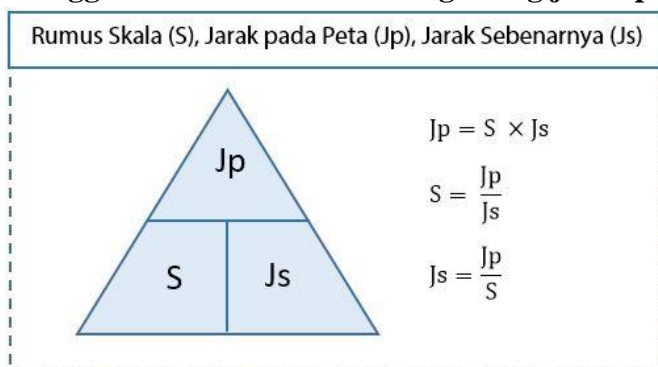 Rumus Skala (S), Jarak pada Peta (Jp), Jarak Sebenarnya (Js)
Jp
S
Js
Jp = S × Js
S = Jp/Js
Js = Jp/S